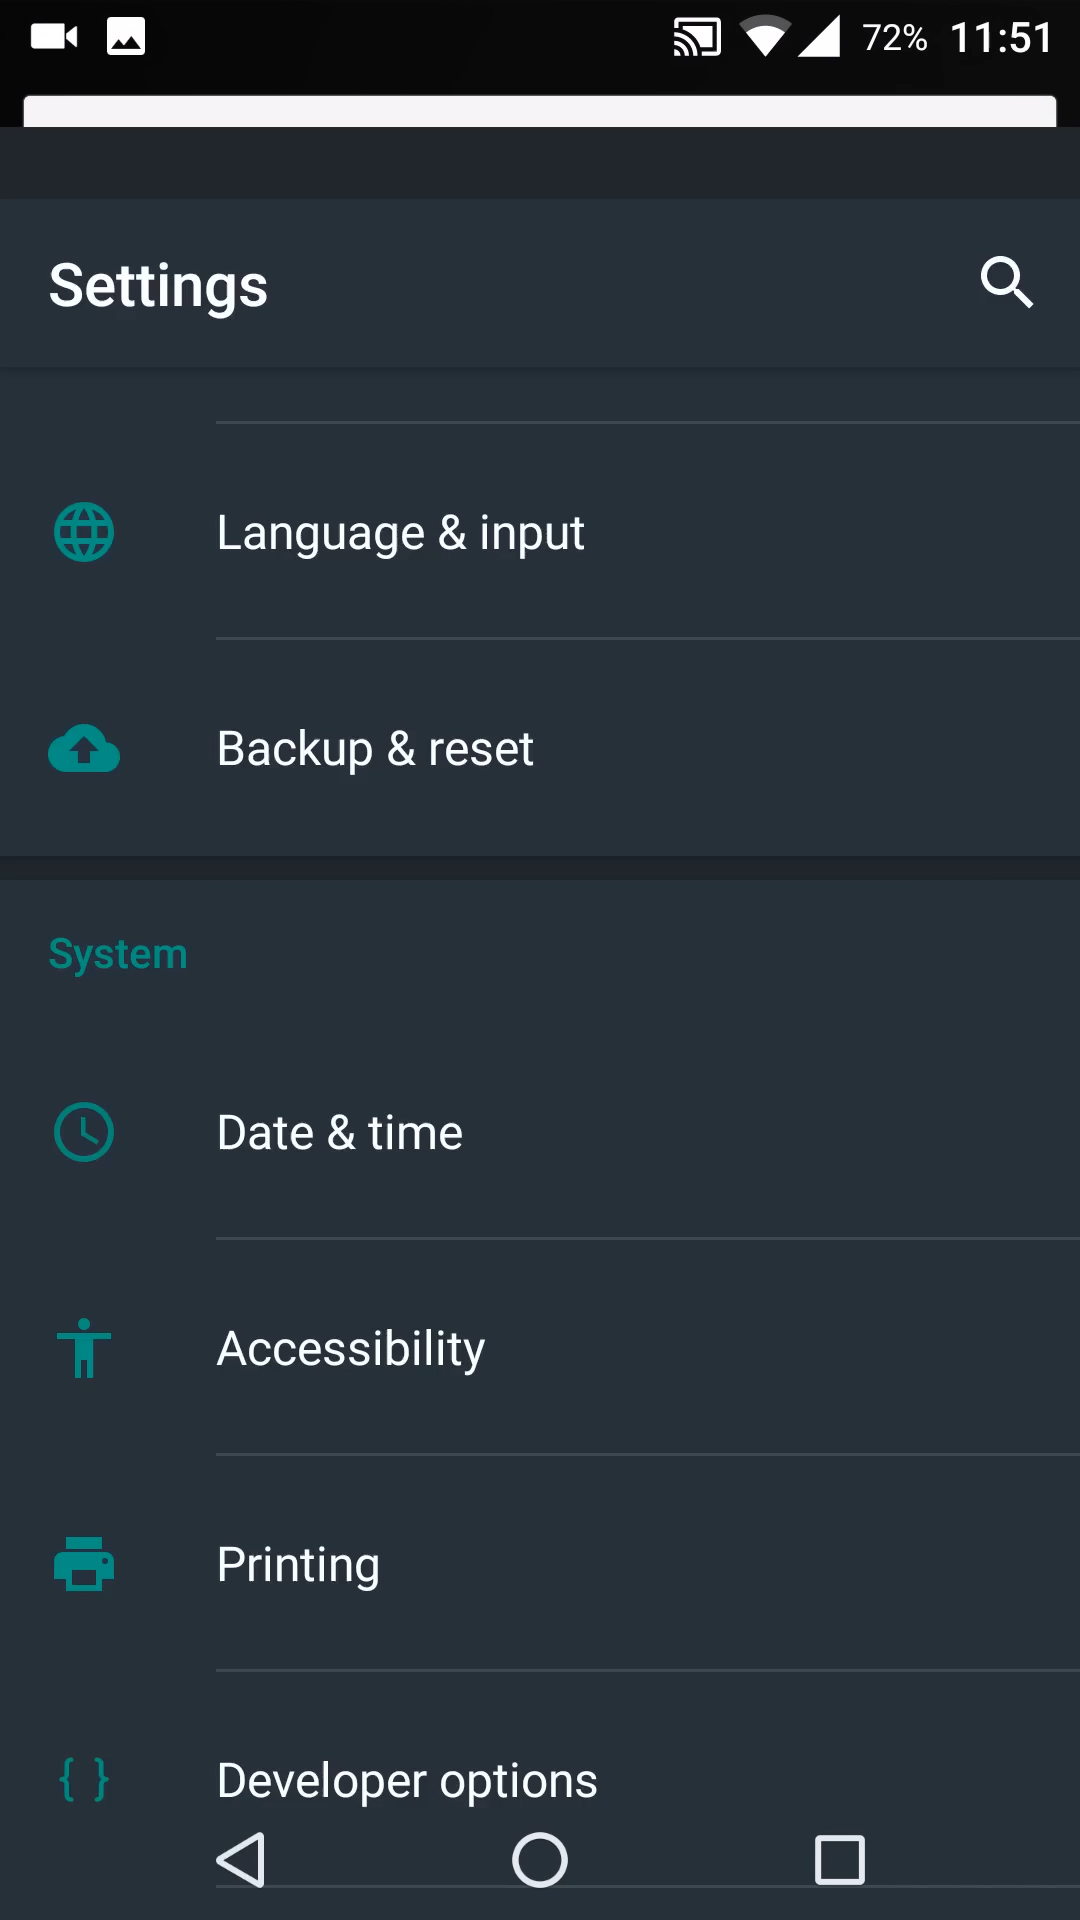 72% 11:51
Settings
Language & input
Backup & reset
System
Date & time
Accessibility
Printing
{ } Developer options